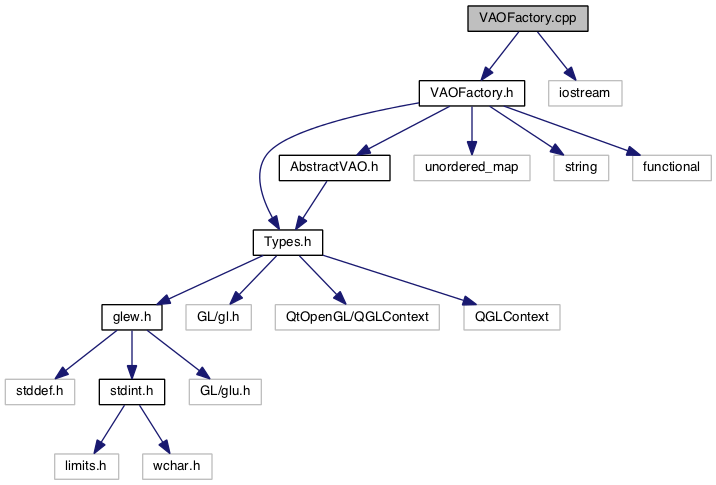 VAOFactory.cpp
VAOFactory.h
iostream
AbstractVAO.h
unordered_map
string
functional
Types.h
glew.h
GL/gl.h
QtOpenGL/QGLContext
QGLContext
stddef.h
stdint.h
GL/glu.h
limits.h
wchar.h